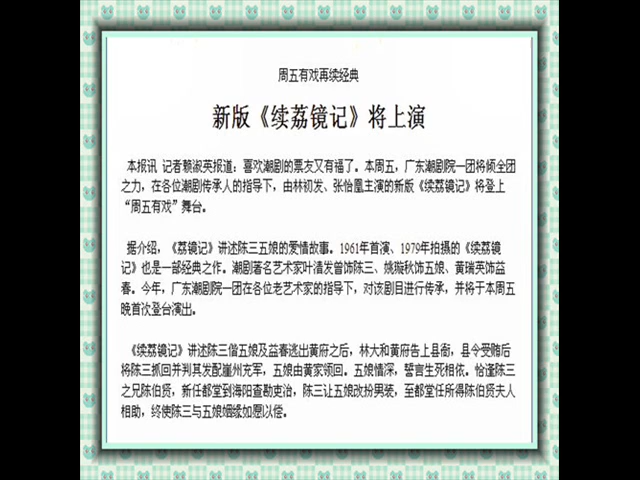 周五有戏再续经典
新版《续荔镜记》将上演
本报讯 记者赖淑英报道：喜欢潮剧的票友又有福了。本周五，广东潮剧院一团将倾全团
之力，在各位潮剧传承人的指导下，由林初发、张怡凰主演的新版《续荔镜记》将登上
“周五有戏”舞台。
据介绍，《荔镜记》讲述陈三五娘的爱情故事。1961年首演、1979年拍摄的《续荔镜
记》也是一部经典之作。潮剧著名艺术家叶清发曾饰陈三、姚璇秋饰五娘、黄瑞英饰益
春。今年，广东潮剧院一团在各位老艺术家的指导下，对该剧目进行传承，并将于本周五
晚首次登台演出。
《续荔镜记》讲述陈三偕五娘及益春逃出黄府之后，林大和黄府告上县衙，县令受贿后
将陈三抓回并判其发配崖州充军，五娘由黄家领回。五娘情深，誓言生死相依。恰逢陈三
之兄陈伯贤，新任都堂到海阳查勘吏治，陈三让五娘改扮男装，至都堂任所得陈伯贤夫人
相助，终使陈三与五娘姻缘如愿以偿。